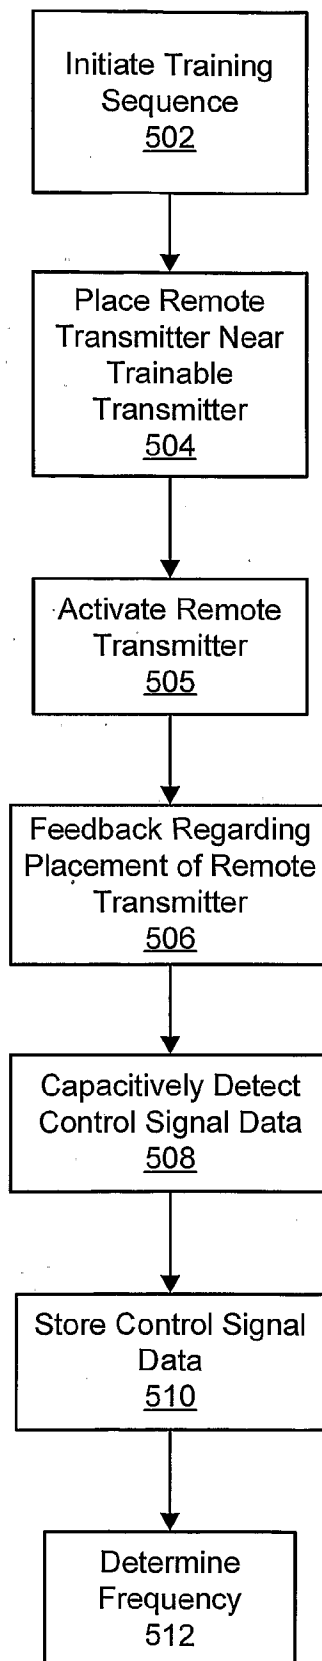 Initiate Training
Sequence
502
Place Remote
Transmitter Near
Trainable
Transmitter
504
Activate Remote
Transmitter
505
Feedback Regarding
Placement of Remote
Transmitter
506
Capacitively Detect
Control Signal Data
508
Store Control Signal
Data
510
Determine
Frequency
512